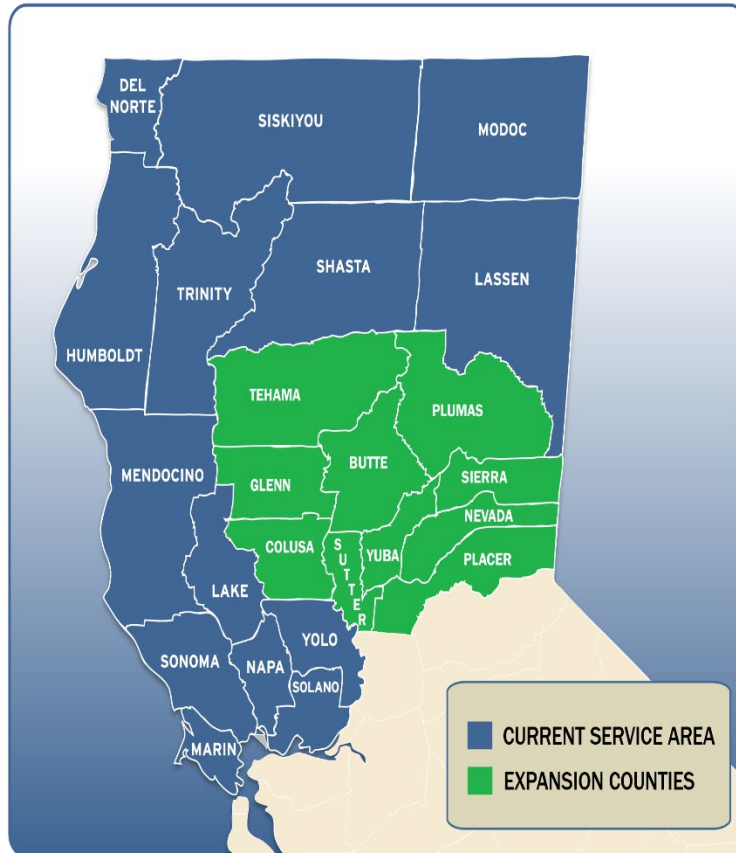 DEL
NORTE
SISKIYOU
MODOC
SHASTA
LASSEN
TRINITY
HUMBOLDT
TEHAMA
PLUMAS
BUTTE
MENDOCINO
GLENN
SIERRA
NEVADA
COLUSA
SUTTER
YUBA
PLACER
LAKE
YOLO
SONOMA
NAPA
SOLANO
MARIN
CURRENT SERVICE AREA
EXPANSION COUNTIES